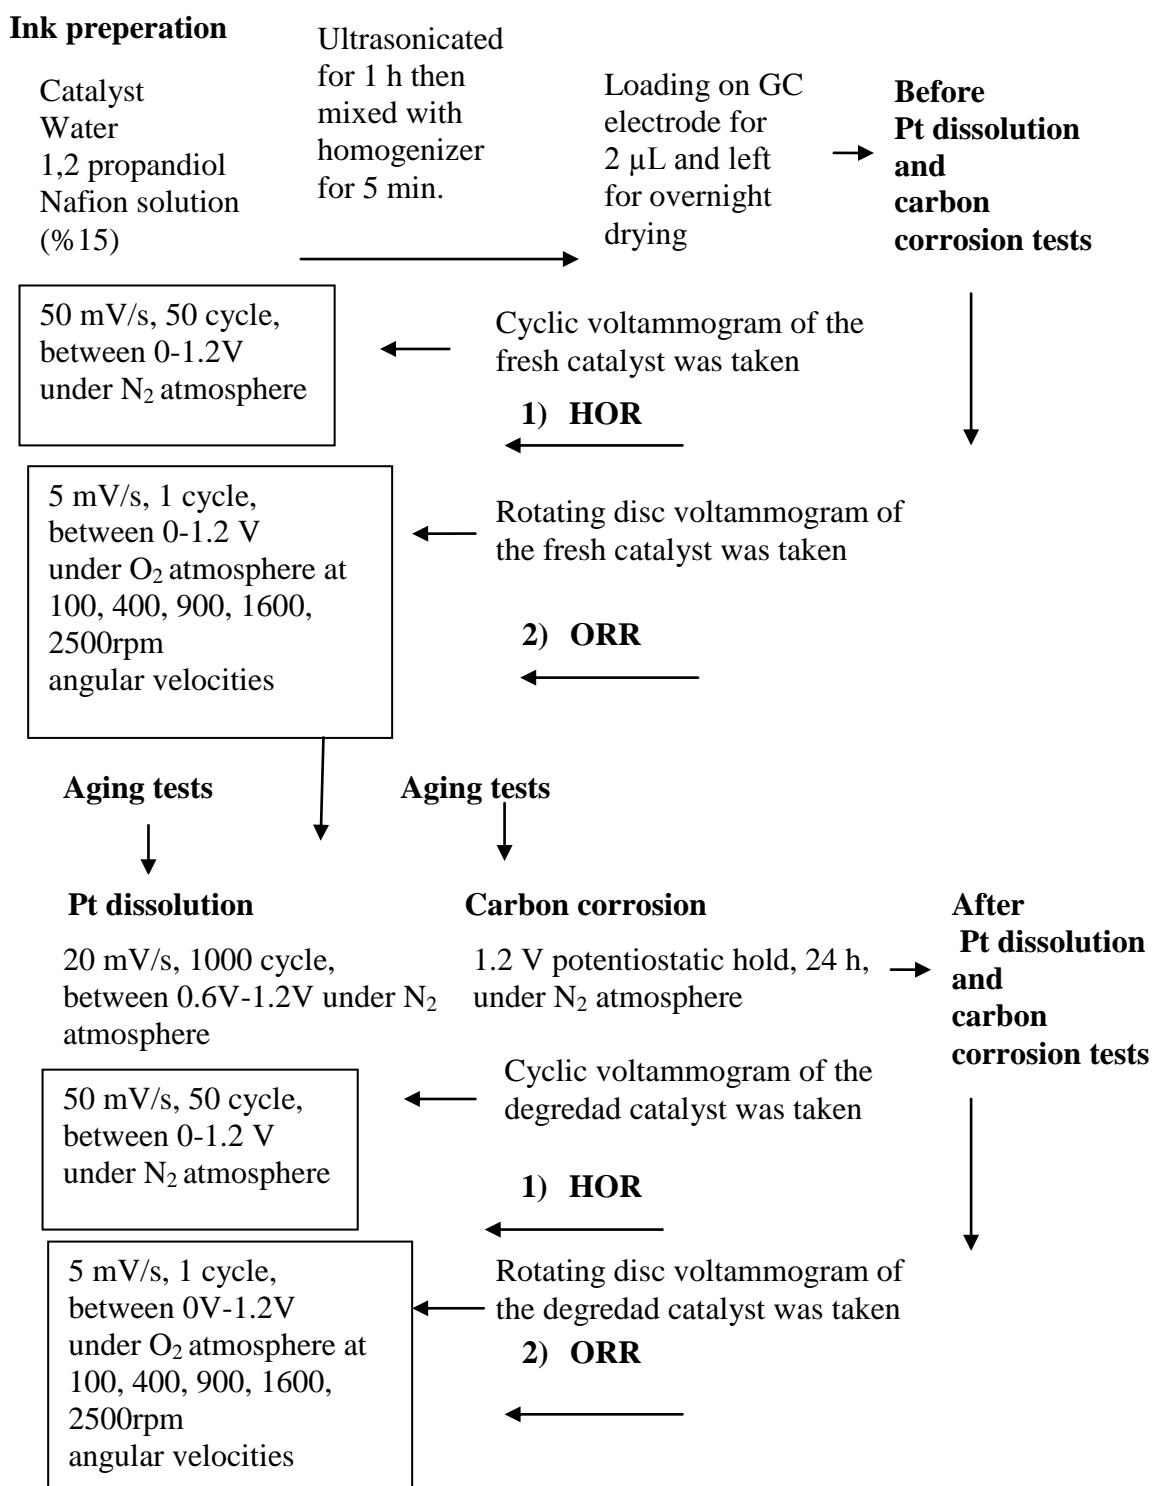 Ink preperation
Catalyst
Water
1,2 propandiol
Nafion solution
(%15)
Ultrasonicated
for 1 h then
mixed with
homogenizer
for 5 min.
Loading on GC
electrode for
2 µL and left
for overnight
drying
Before
Pt dissolution
and
carbon
corrosion tests
50 mV/s, 50 cycle,
between 0-1.2V
under N₂ atmosphere
Cyclic voltammogram of the
fresh catalyst was taken
1) HOR
5 mV/s, 1 cycle,
between 0-1.2 V
under O₂ atmosphere at
100, 400, 900, 1600,
2500rpm
angular velocities
Rotating disc voltammogram of
the fresh catalyst was taken
2) ORR
Aging tests
Aging tests
Pt dissolution
20 mV/s, 1000 cycle,
between 0.6V-1.2V under N₂
atmosphere
Carbon corrosion
1.2 V potentiostatic hold, 24 h,
under N₂ atmosphere
After
Pt dissolution
and
carbon
corrosion tests
50 mV/s, 50 cycle,
between 0-1.2 V
under N₂ atmosphere
Cyclic voltammogram of the
degredad catalyst was taken
1) HOR
5 mV/s, 1 cycle,
between 0V-1.2V
under O₂ atmosphere at
100, 400, 900, 1600,
2500rpm
angular velocities
Rotating disc voltammogram of
the degredad catalyst was taken
2) ORR